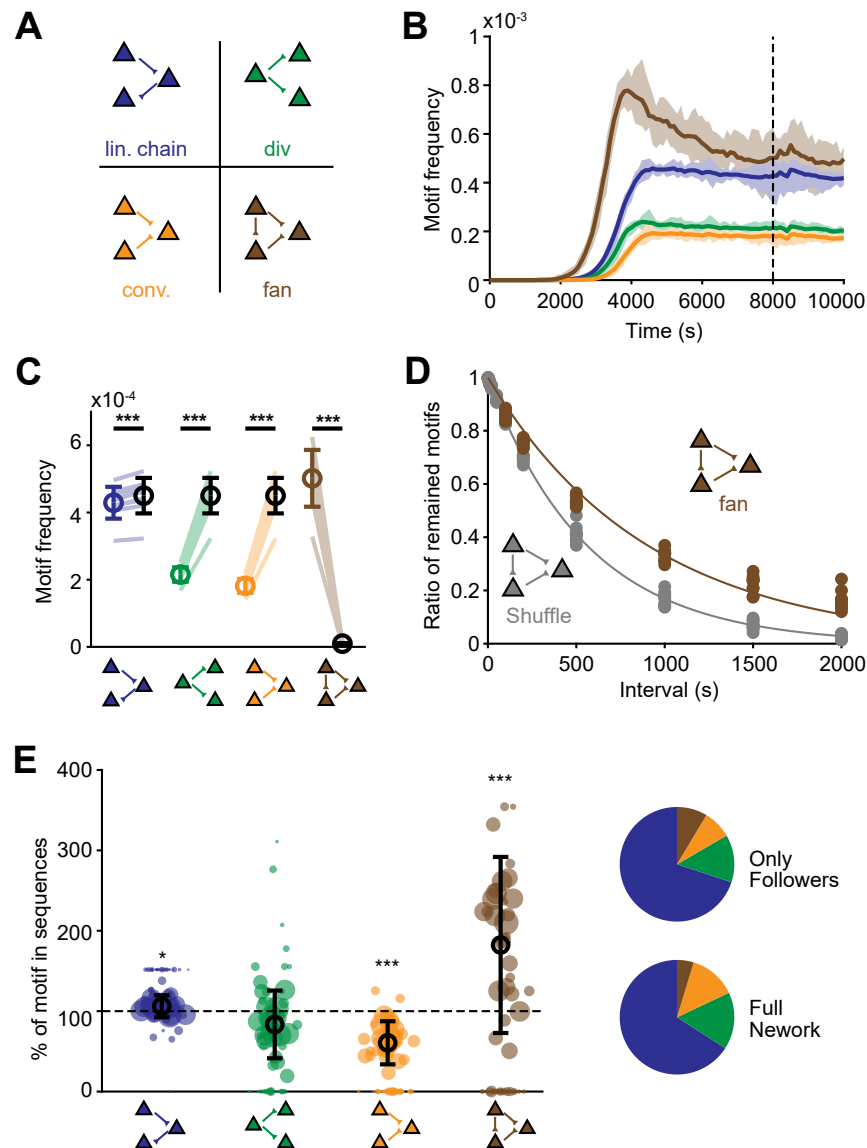 A
lin. chain
div
conv.
fan
B
x10-3
Motif frequency
1
0.8
0.6
0.4
0.2
0
0 2000 4000 6000 8000 10000
Time (s)
C
x10-4
*** *** *** ***
Motif frequency
6
4
2
0
D
Ratio of remained motifs
1
0.8
0.6
0.4
0.2
0
fan
Shuffle
0 500 1000 1500 2000
Interval (s)
E
% of motif in sequences
400
300
200
100
0
*
***
***
Only
Followers
Full
Nework